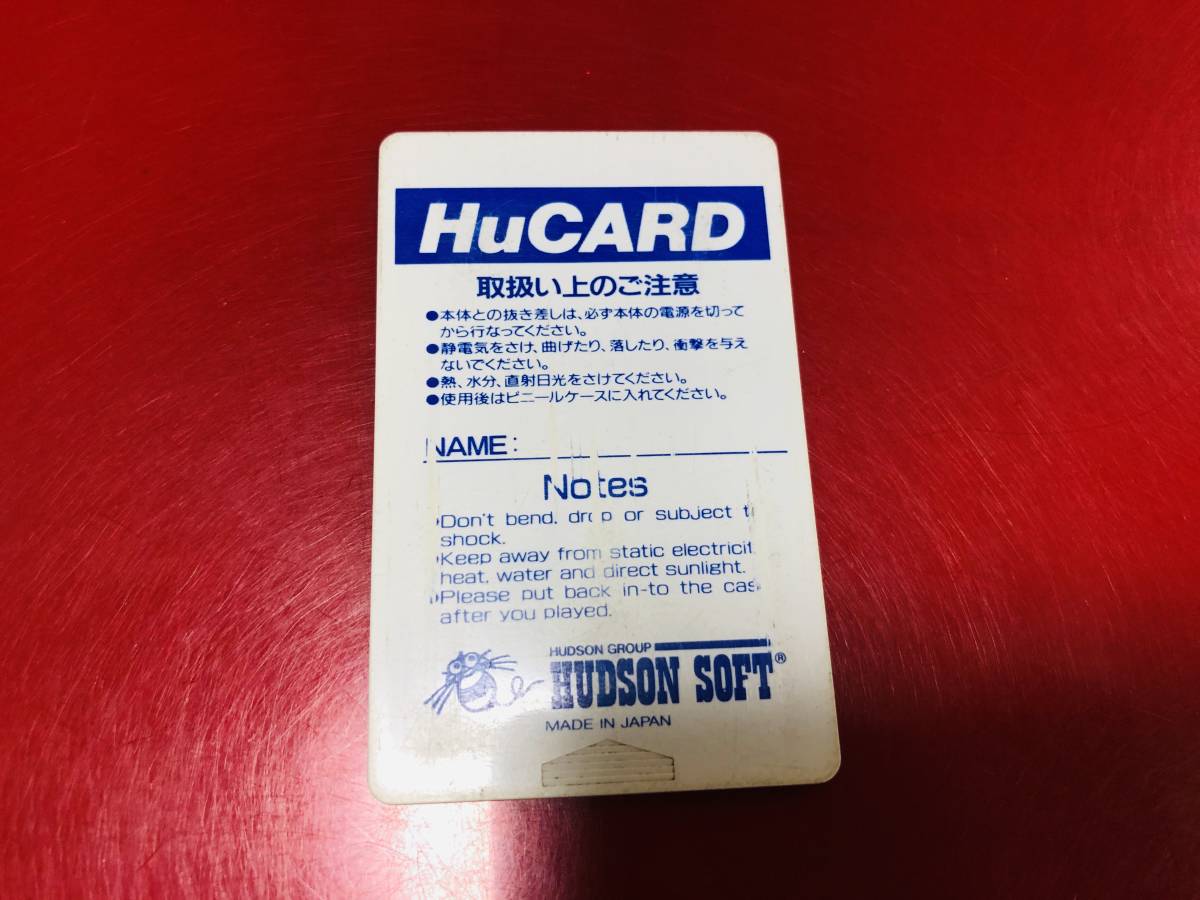 HuCARD
取扱い上のご注意
●本体との抜き差しは、必ず本体の電源を切って
から行なってください。
●静電気をさけ、曲げたり、落したり、衝撃を与え
ないでください。
●熱、水分、直射日光をさけてください。
●使用後はビニールケースに入れてください。
NAME:
Notes
●Don't bend, drop or subject t
shock.
●Keep away from static electricit
heat, water and direct sunlight.
●Please put back in-to the cas
after you played.
HUDSON GROUP
HUDSON SOFT®
MADE IN JAPAN